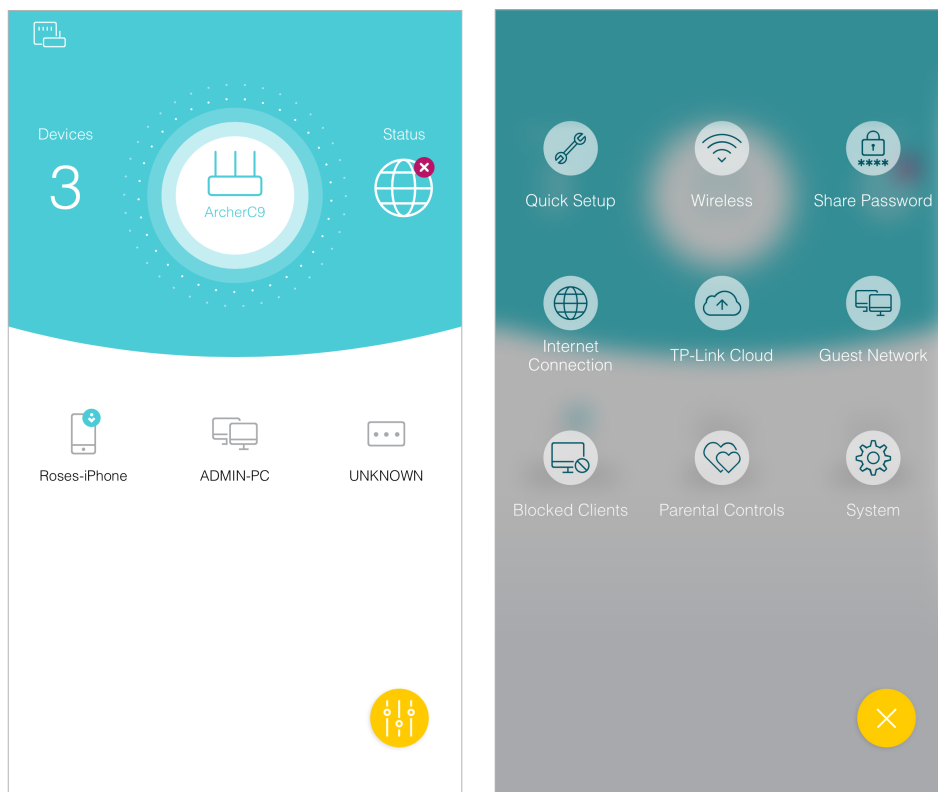 Devices
Status
3
ArcherC9
Roses-iPhone
ADMIN-PC
UNKNOWN
Quick Setup
Wireless
****
Share Password
Internet
Connection
TP-Link Cloud
Guest Network
Blocked Clients
Parental Controls
System